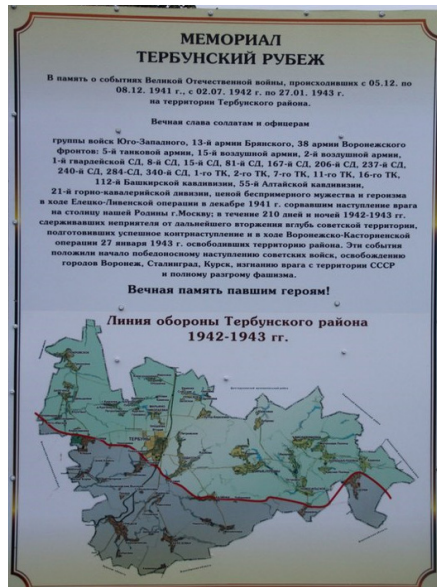 МЕМОРИАЛ
ТЕРБУНСКИЙ РУБЕЖ
В память о событиях Великой Отечественной войны, происходивших с 05.12. по
08.12. 1941 г., с 02.07. 1942 г. по 27.01. 1943 г.
на территории Тербунского района.
Вечная слава солдатам и офицерам
группы войск Юго-Западного, 13-й армии Брянского, 38 армии Воронежского
фронтов: 5-й танковой армии, 15-й воздушной армии, 2-й воздушной армии,
1-й гвардейской СД, 8-й СД, 15-й СД, 81-й СД, 167-й СД, 206-й СД, 237-й СД,
240-й СД, 284-СД, 340-й СД, 1-го ТК, 2-го ТК, 7-го ТК, 11-го ТК, 16-го ТК,
112-й Башкирской кавдивизии, 55-й Алтайской кавдивизии,
21-й горно-кавалерийской дивизии, ценой беспримерного мужества и героизма
в ходе Елецко-Ливенской операции в декабре 1941 г. сорвавшим наступление врага
на столицу нашей Родины г.Москву; в течение 210 дней и ночей 1942-1943 гг.
сдерживавших неприятеля от дальнейшего вторжения вглубь советской территории,
подготовивших успешное контрнаступление и в ходе Воронежско-Касторненской
операции 27 января 1943 г. освободивших территорию района. Эти события
положили начало победоносному наступлению советских войск, освобождению
городов Воронеж, Сталинград, Курск, изгнанию врага с территории СССР
и полному разгрому фашизма.
Вечная память павшим героям!
Линия обороны Тербунского района
1942-1943 гг.
ТЕРБУНЫ